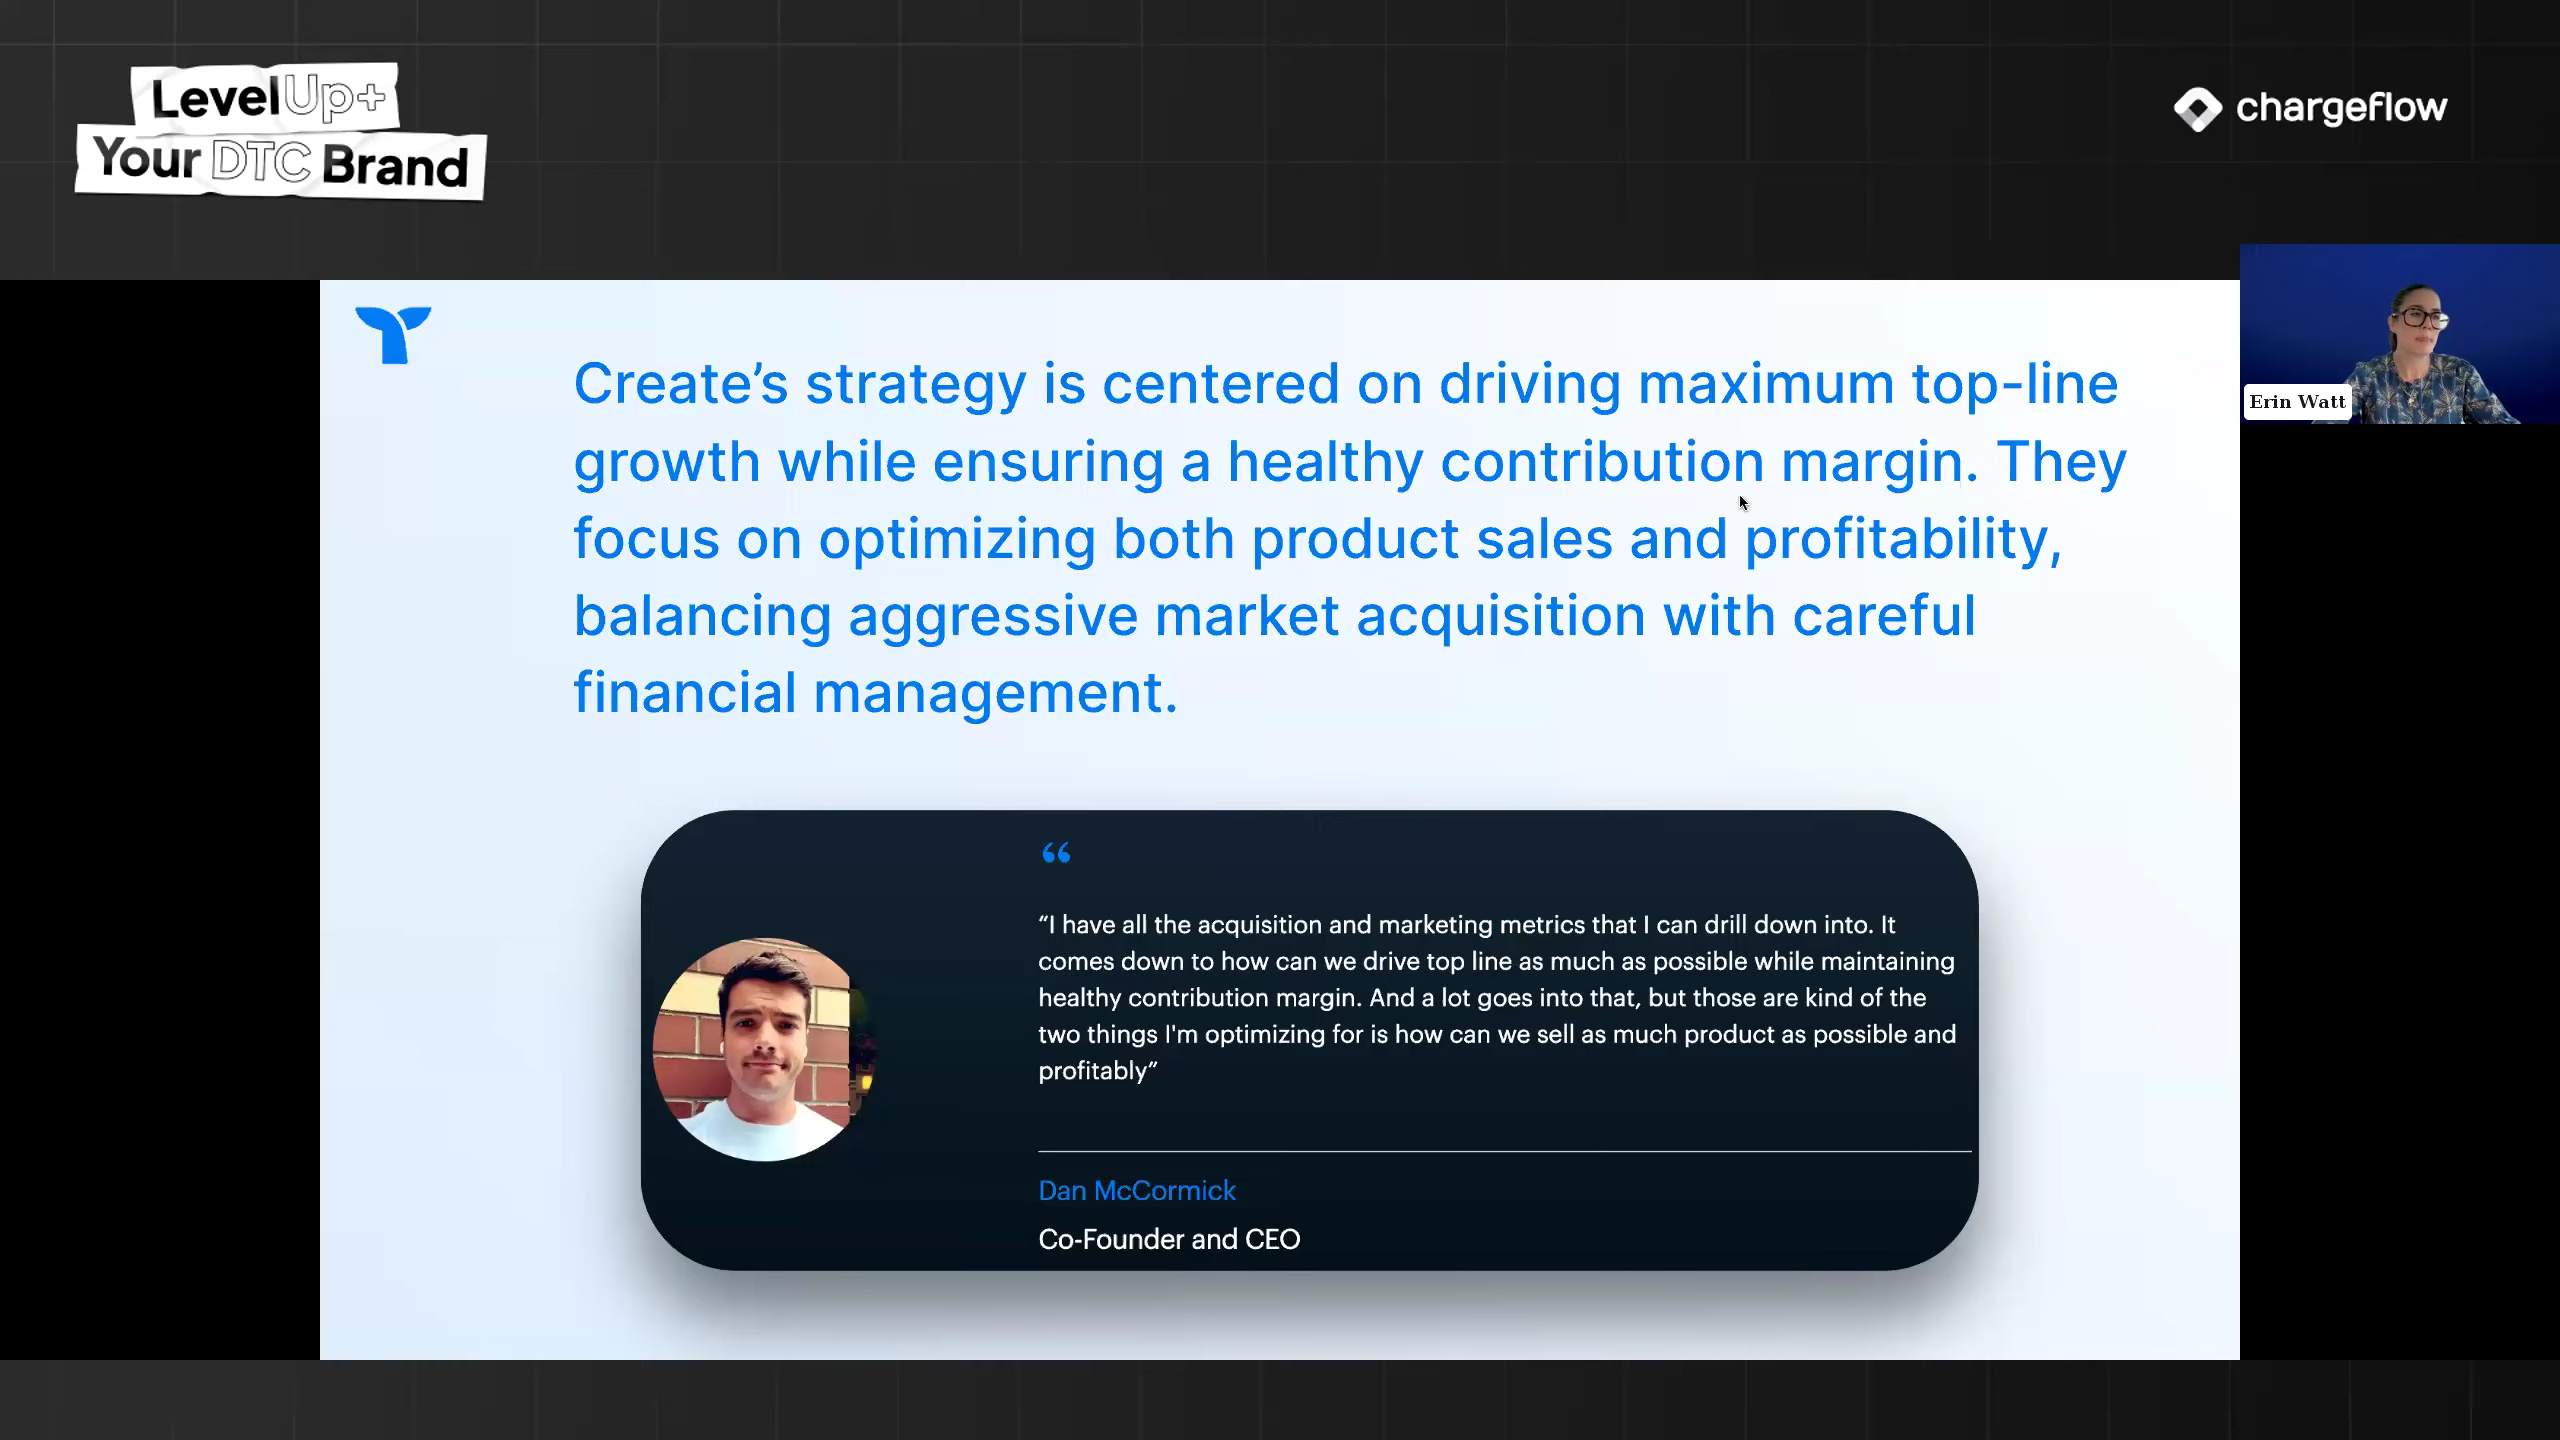 LevelUp+
Your DTC Brand
chargeflow
Erin Watt
Create’s strategy is centered on driving maximum top-line
growth while ensuring a healthy contribution margin. They
focus on optimizing both product sales and profitability,
balancing aggressive market acquisition with careful
financial management.
“
“I have all the acquisition and marketing metrics that I can drill down into. It
comes down to how can we drive top line as much as possible while maintaining
healthy contribution margin. And a lot goes into that, but those are kind of the
two things I'm optimizing for is how can we sell as much product as possible and
profitably”
Dan McCormick
Co-Founder and CEO